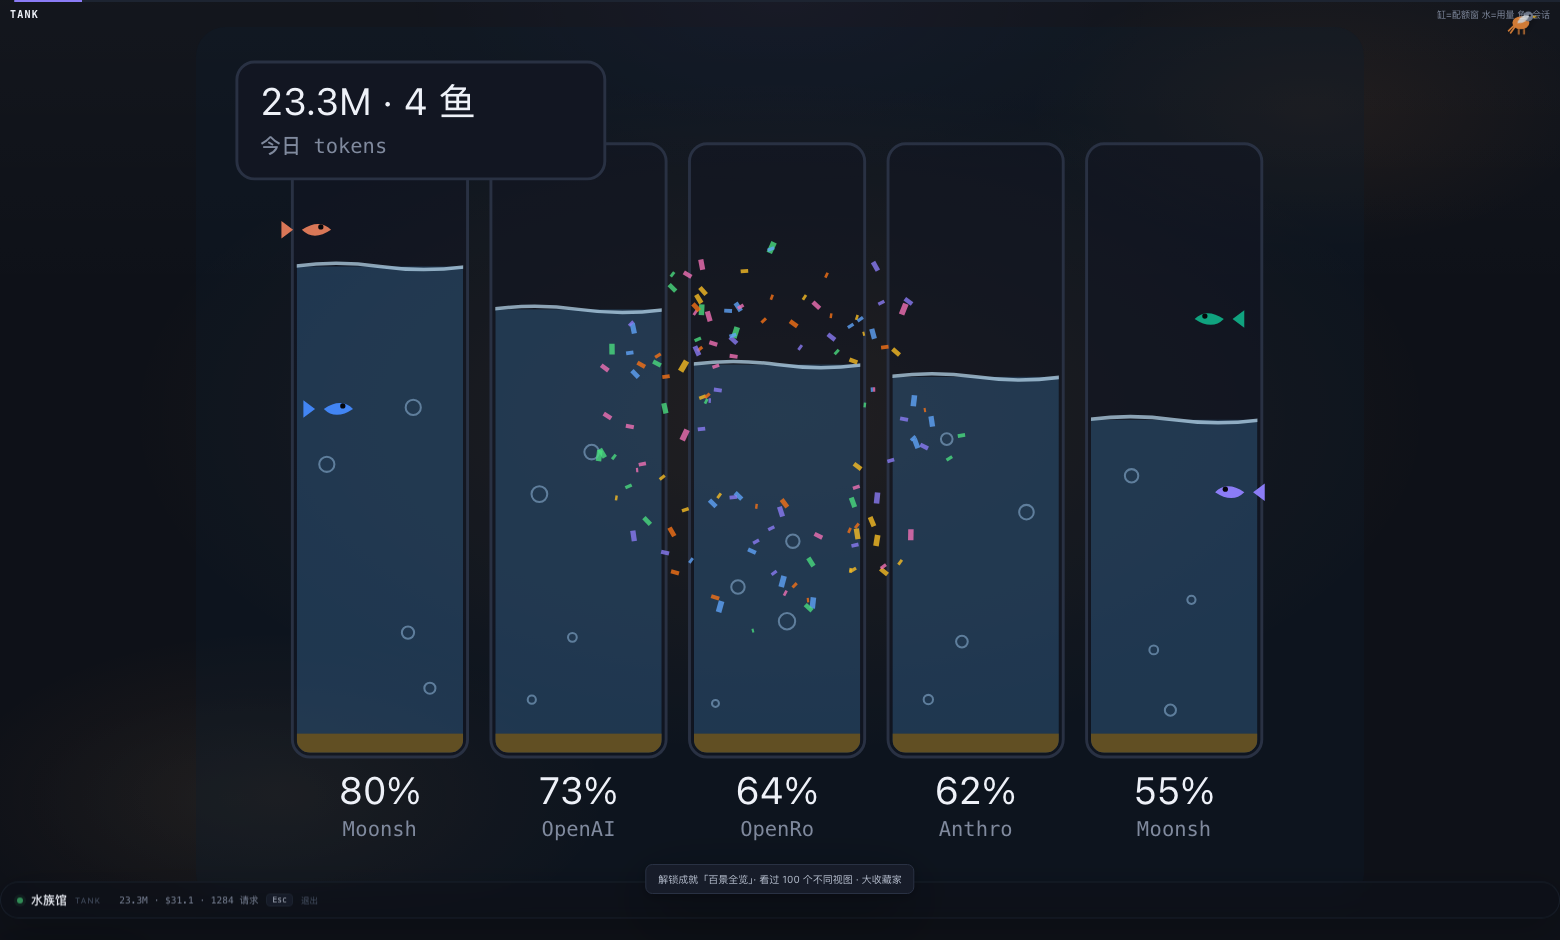 TANK
缸=配额窗 水=用量 鱼=会话
23.3M · 4 鱼
今日 tokens
80%
Moonsh
73%
OpenAI
64%
OpenRo
62%
Anthro
55%
Moonsh
解锁成就「百景全览」· 看过 100 个不同视图 · 大收藏家
水族馆 TANK 23.3M · $31.1 · 1284 请求 Esc 退出